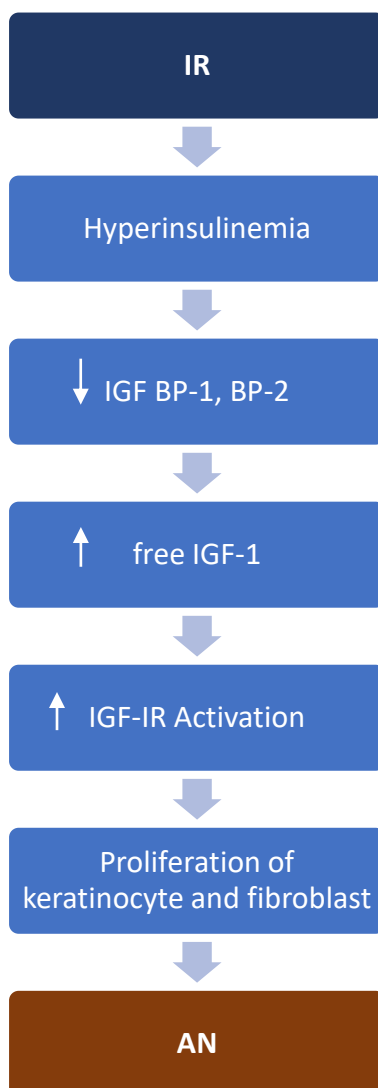 IR
Hyperinsulinemia
IGF BP-1, BP-2
free IGF-1
IGF-IR Activation
Proliferation of
keratinocyte and fibroblast
AN